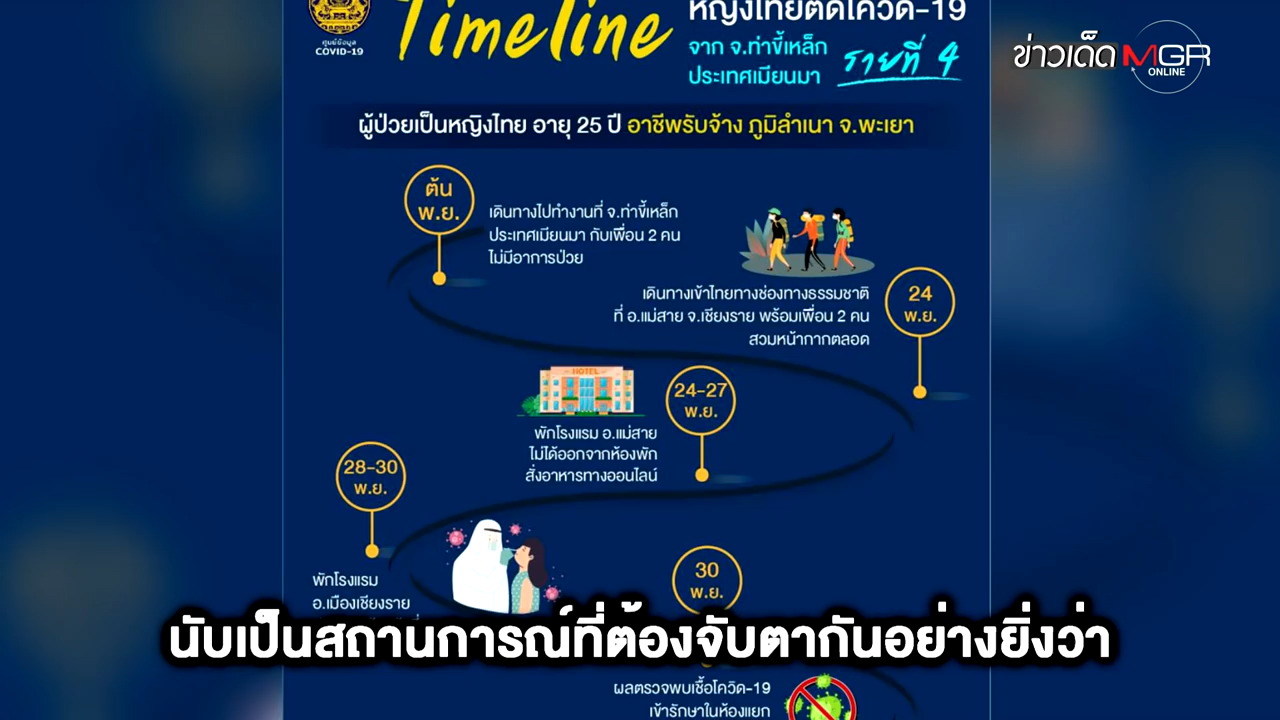 ศูนย์ข้อมูล
COVID-19
Timeline
หญิงไทยติดโควิด-19
จาก จ.ท่าขี้เหล็ก
ประเทศเมียนมา
รายที่ 4
ข่าวเด็ด MGR
ONLINE
ผู้ป่วยเป็นหญิงไทย อายุ 25 ปี อาชีพรับจ้าง ภูมิลำเนา จ.พะเยา
ต้น
พ.ย.
เดินทางไปทำงานที่ จ.ท่าขี้เหล็ก
ประเทศเมียนมา กับเพื่อน 2 คน
ไม่มีอาการป่วย
24
พ.ย.
เดินทางเข้าไทยทางช่องทางธรรมชาติ
ที่ อ.แม่สาย จ.เชียงราย พร้อมเพื่อน 2 คน
สวมหน้ากากตลอด
HOTEL
24-27
พ.ย.
พักโรงแรม อ.แม่สาย
ไม่ได้ออกจากห้องพัก
สั่งอาหารทางออนไลน์
28-30
พ.ย.
พักโรงแรม
อ.เมืองเชียงราย
30
พ.ย.
นับเป็นสถานการณ์ที่ต้องจับตากันอย่างยิ่งว่า
ผลตรวจพบเชื้อโควิด-19
เข้ารักษาในห้องแยก